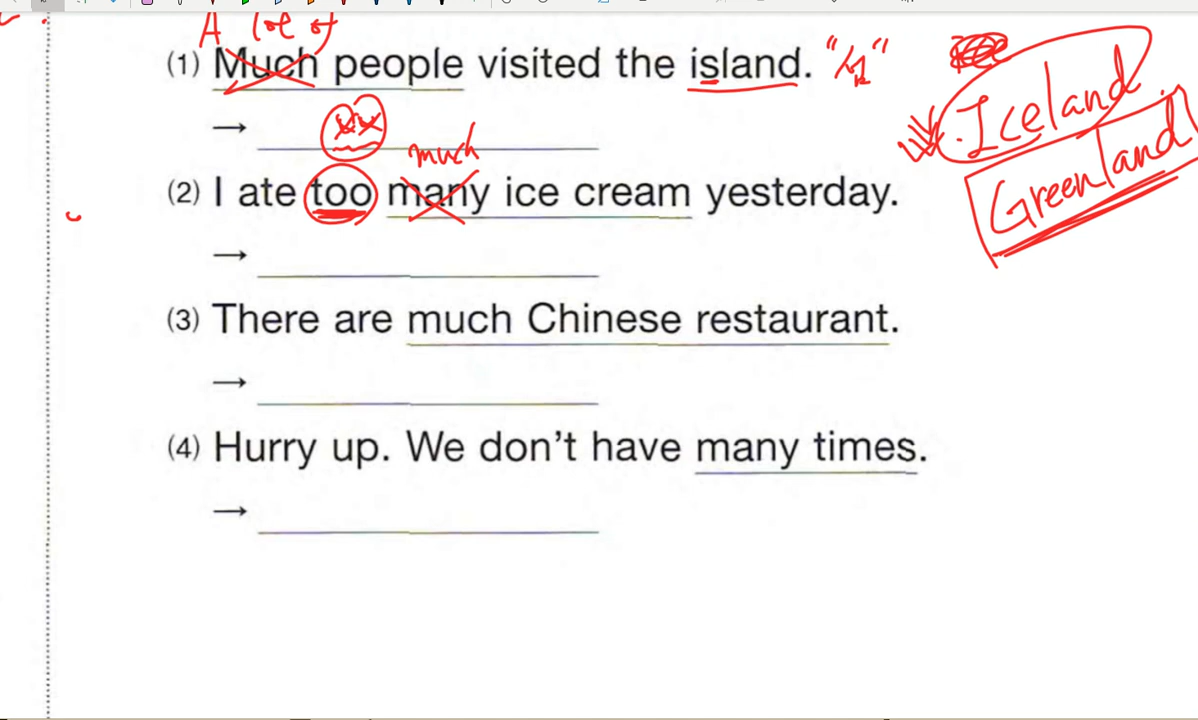 A lot of
(1) Much people visited the island. "섬" Iceland
→
much
Greenland
(2) I ate too many ice cream yesterday.
→
(3) There are much Chinese restaurant.
→
(4) Hurry up. We don't have many times.
→